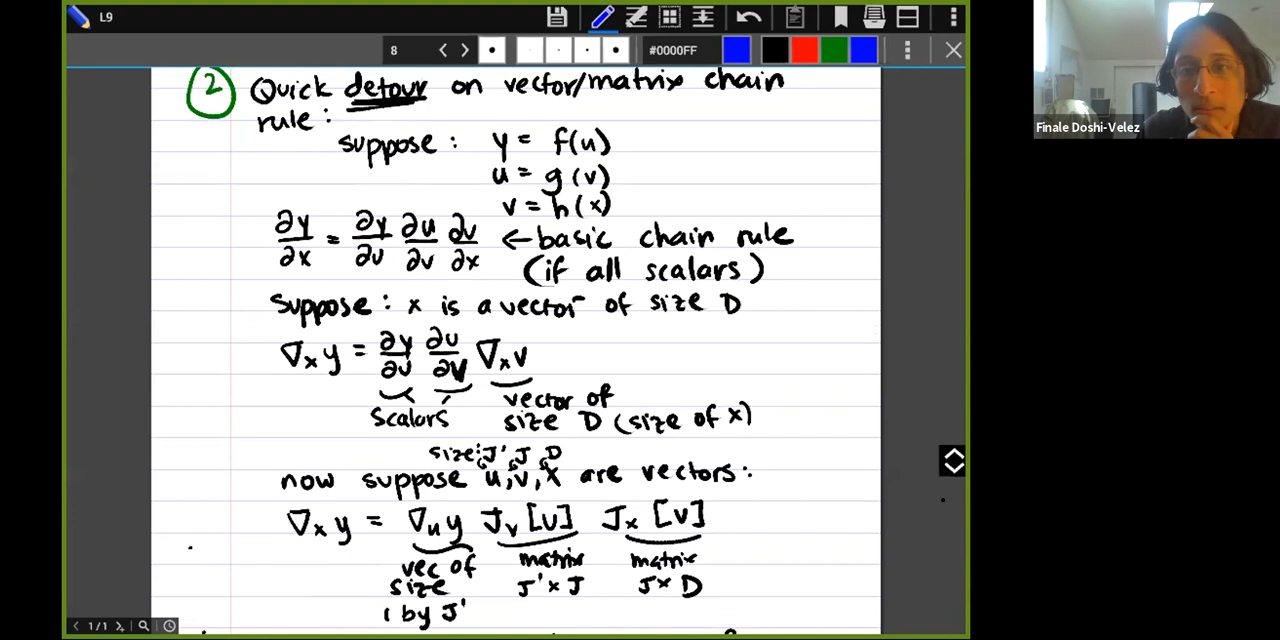 L9
8
#0000FF
2 Quick detour on vector/matrix chain
rule:
suppose: y = f(u)
u = g(v)
v = h(x)
∂y/∂x = ∂y/∂u ∂u/∂v ∂v/∂x ← basic chain rule
(if all scalars)
Suppose: x is a vector of size D
∇x y = ∂y/∂u ∂u/∂v ∇x v
scalars
vector of
size D (size of x)
size: J', J, D
now suppose u, v, x are vectors:
∇x y = ∇u y Jv [u] Jx [v]
vec of
size
1 by J'
matrix
J' × J
matrix
J × D
1/1
Finale Doshi-Velez